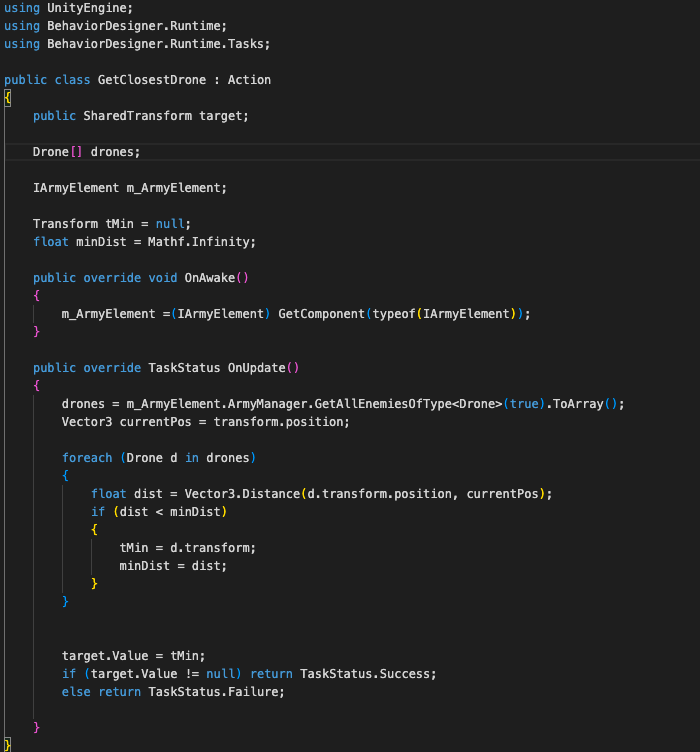 using UnityEngine;
using BehaviorDesigner.Runtime;
using BehaviorDesigner.Runtime.Tasks;
public class GetClosestDrone : Action
{
public SharedTransform target;
Drone[] drones;
IArmyElement m_ArmyElement;
Transform tMin = null;
float minDist = Mathf.Infinity;
public override void OnAwake()
{
m_ArmyElement =(IArmyElement) GetComponent(typeof(IArmyElement));
}
public override TaskStatus OnUpdate()
{
drones = m_ArmyElement.ArmyManager.GetAllEnemiesOfType<Drone>(true).ToArray();
Vector3 currentPos = transform.position;
foreach (Drone d in drones)
{
float dist = Vector3.Distance(d.transform.position, currentPos);
if (dist < minDist)
{
tMin = d.transform;
minDist = dist;
}
}
target.Value = tMin;
if (target.Value != null) return TaskStatus.Success;
else return TaskStatus.Failure;
}
}